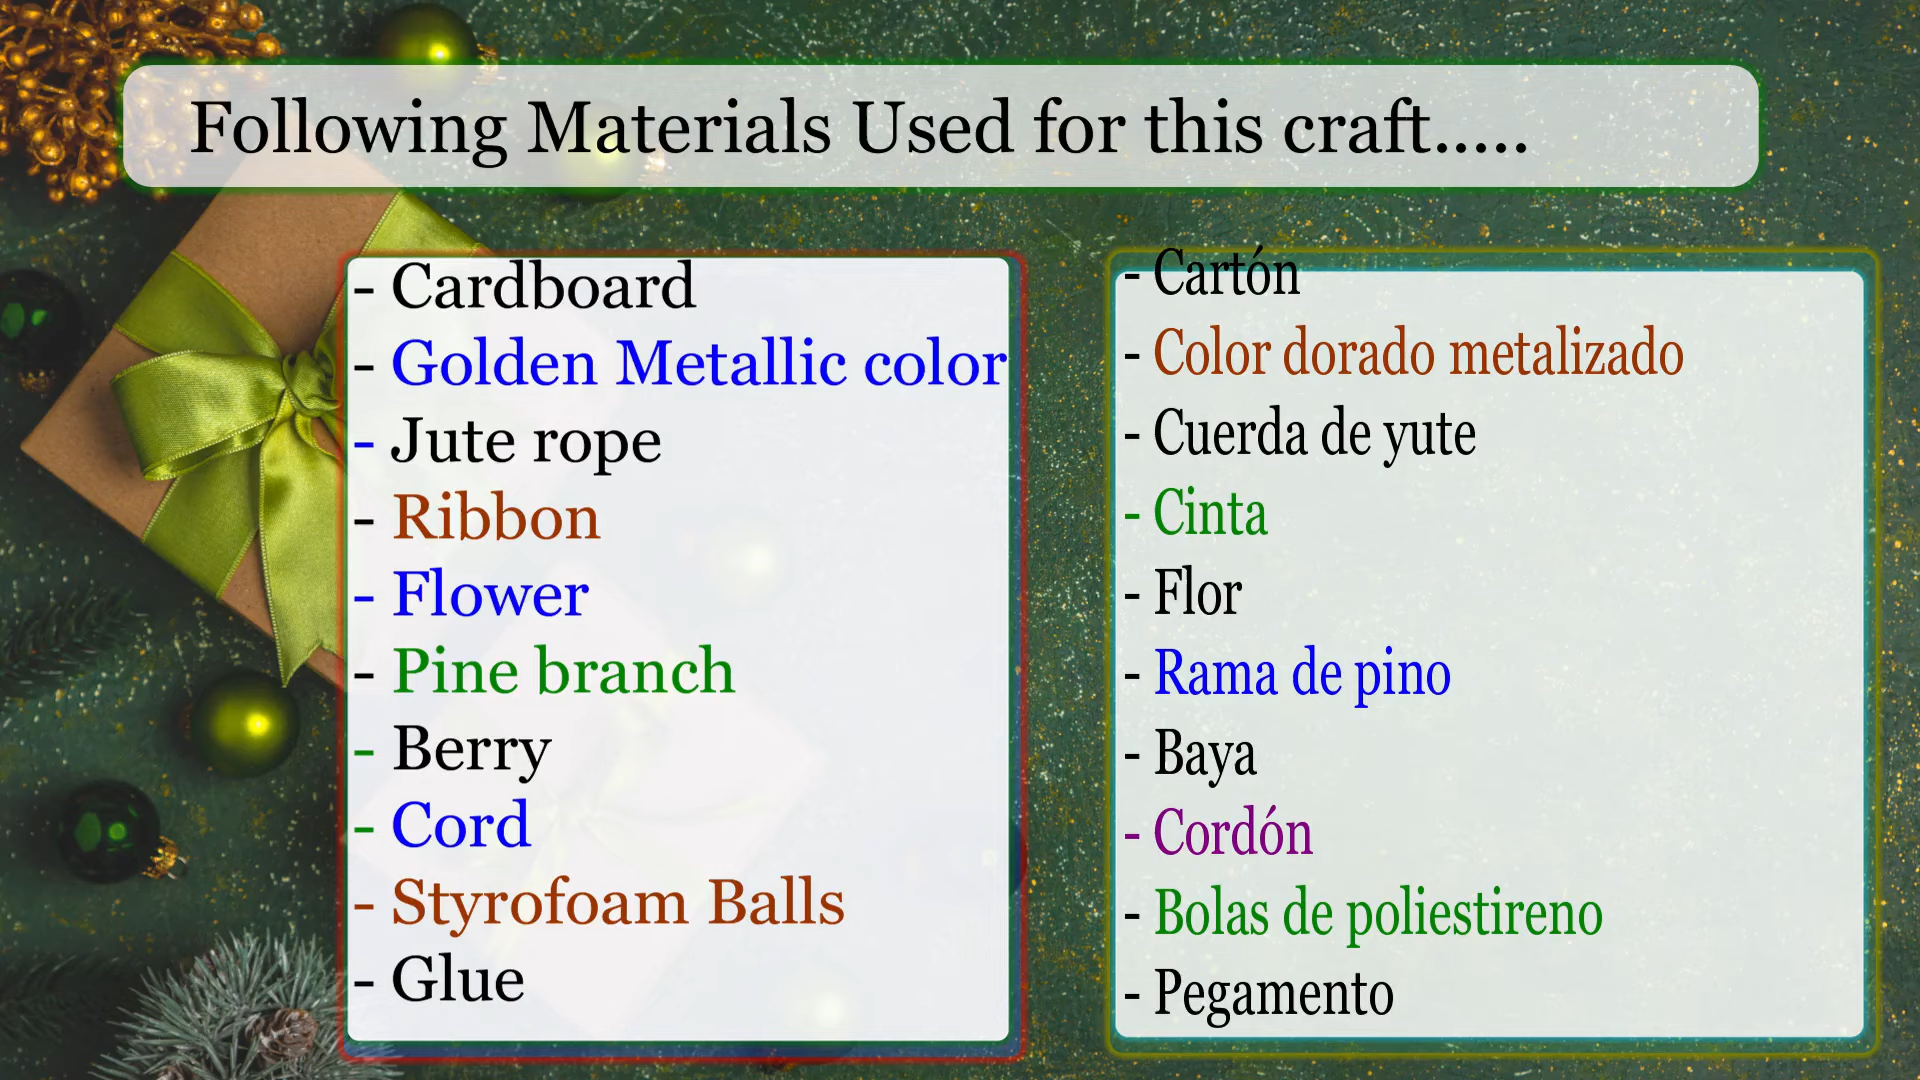 Following Materials Used for this craft.....
- Cardboard
- Golden Metallic color
- Jute rope
- Ribbon
- Flower
- Pine branch
- Berry
- Cord
- Styrofoam Balls
- Glue
- Cartón
- Color dorado metalizado
- Cuerda de yute
- Cinta
- Flor
- Rama de pino
- Baya
- Cordón
- Bolas de poliestireno
- Pegamento